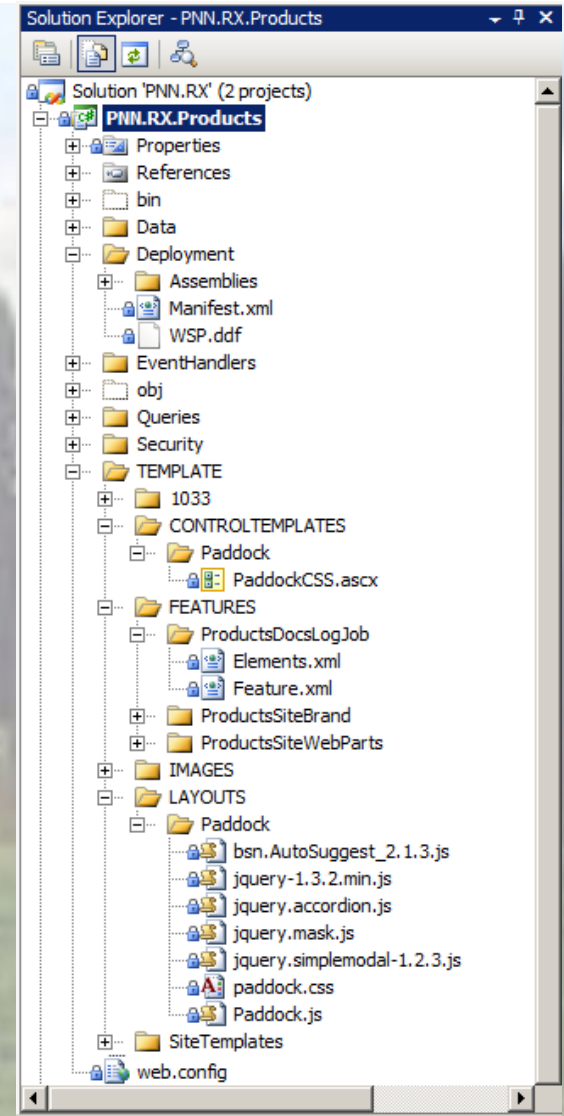 Solution Explorer - PNN.RX.Products
Solution 'PNN.RX' (2 projects)
PNN.RX.Products
Properties
References
bin
Data
Deployment
Assemblies
Manifest.xml
WSP.ddf
EventHandlers
obj
Queries
Security
TEMPLATE
1033
CONTROLTEMPLATES
Paddock
PaddockCSS.ascx
FEATURES
ProductsDocsLogJob
Elements.xml
Feature.xml
ProductsSiteBrand
ProductsSiteWebParts
IMAGES
LAYOUTS
Paddock
bsn.AutoSuggest_2.1.3.js
jquery-1.3.2.min.js
jquery.accordion.js
jquery.mask.js
jquery.simplemodal-1.2.3.js
paddock.css
Paddock.js
SiteTemplates
web.config